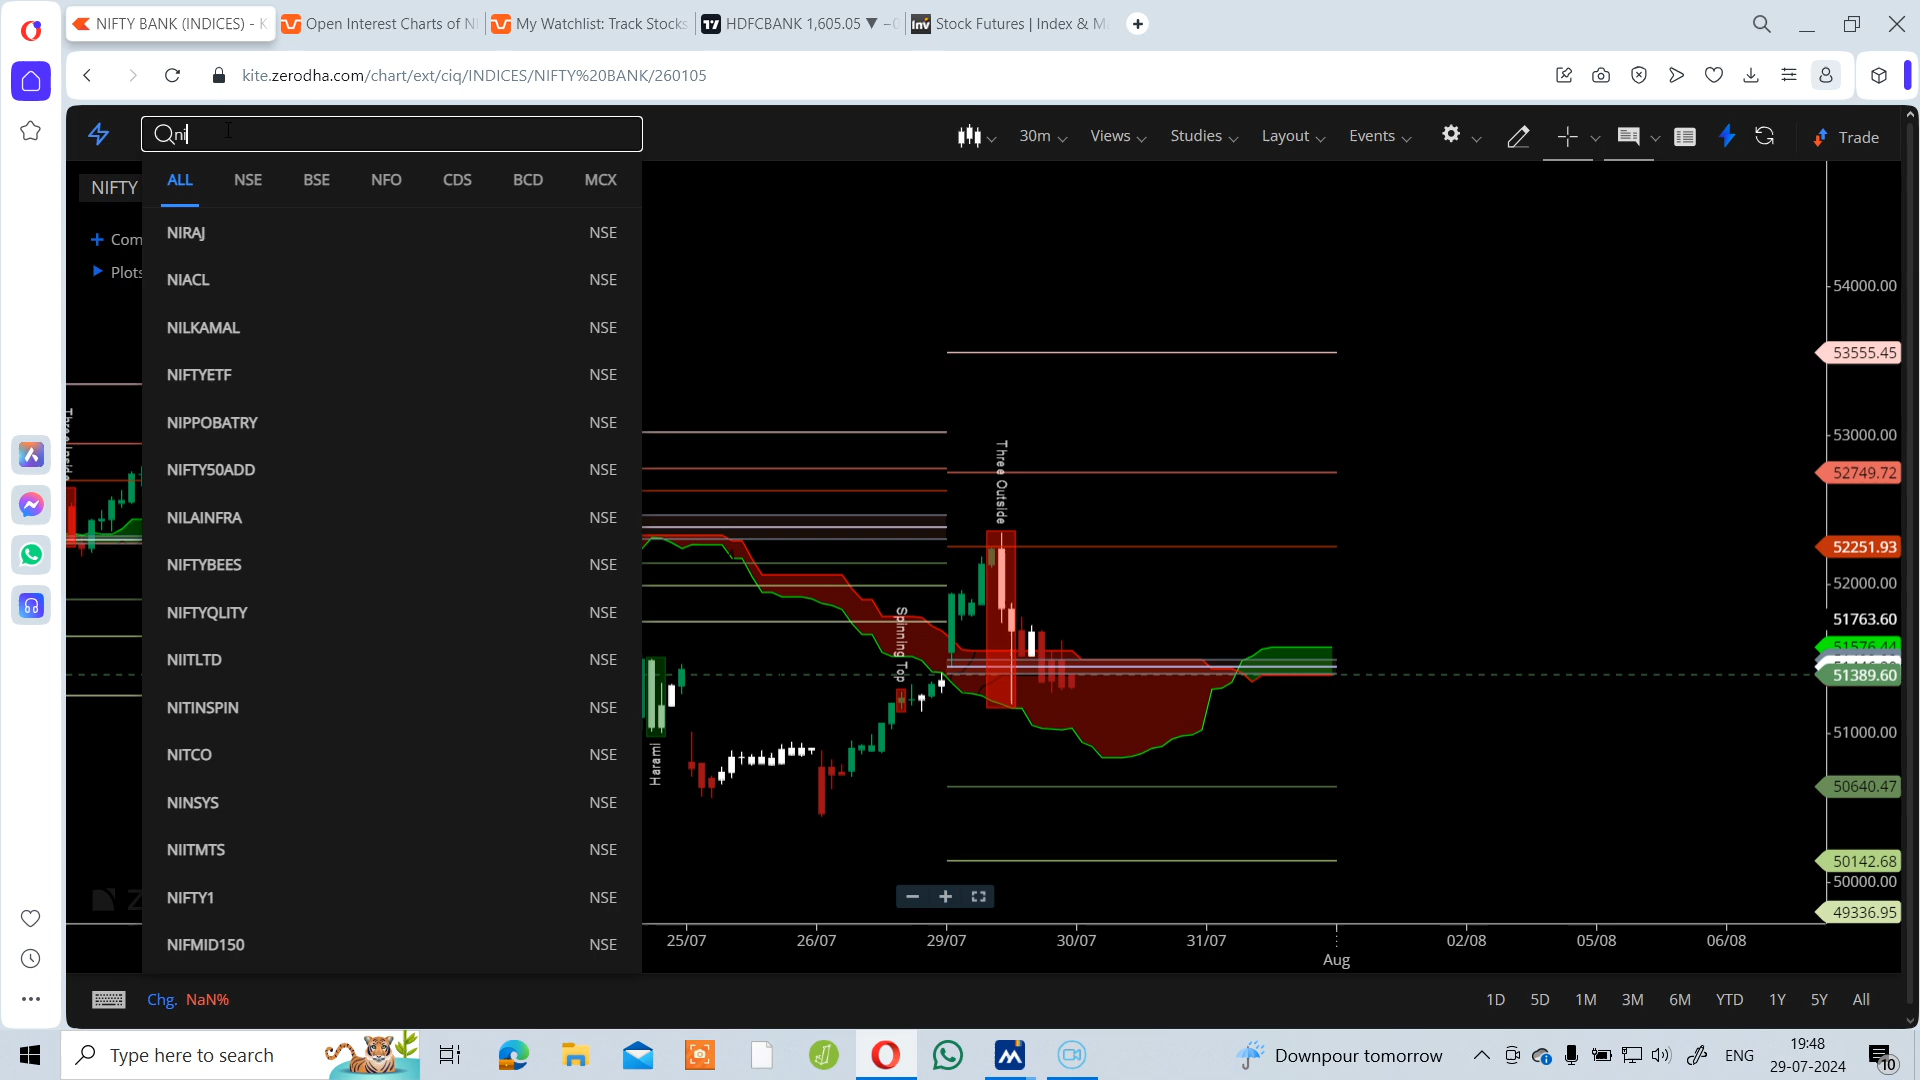 NIFTY BANK (INDICES) - K
Open Interest Charts of NI
My Watchlist: Track Stocks
HDFCBANK 1,605.05 ▼ −
Stock Futures | Index & M
kite.zerodha.com/chart/ext/ciq/INDICES/NIFTY%20BANK/260105
ni
30m
Views
Studies
Layout
Events
Trade
NIFTY
ALL
NSE
BSE
NFO
CDS
BCD
MCX
+ Com
Plots
NIRAJ NSE
NIACL NSE
NILKAMAL NSE
NIFTYETF NSE
NIPPOBATRY NSE
NIFTY50ADD NSE
NILAINFRA NSE
NIFTYBEES NSE
NIFTYQLITY NSE
NIITLTD NSE
NITINSPIN NSE
NITCO NSE
NINSYS NSE
NIITMTS NSE
NIFTY1 NSE
NIFMID150 NSE
Harami
Spinning Top
Three Outside
54000.00
53555.45
53000.00
52749.72
52251.93
52000.00
51763.60
51576.44
51389.60
51000.00
50640.47
50142.68
50000.00
49336.95
25/07
26/07
29/07
30/07
31/07
Aug
02/08
05/08
06/08
Chg. NaN%
1D
5D
1M
3M
6M
YTD
1Y
5Y
All
Type here to search
Downpour tomorrow
ENG
19:48
29-07-2024
10